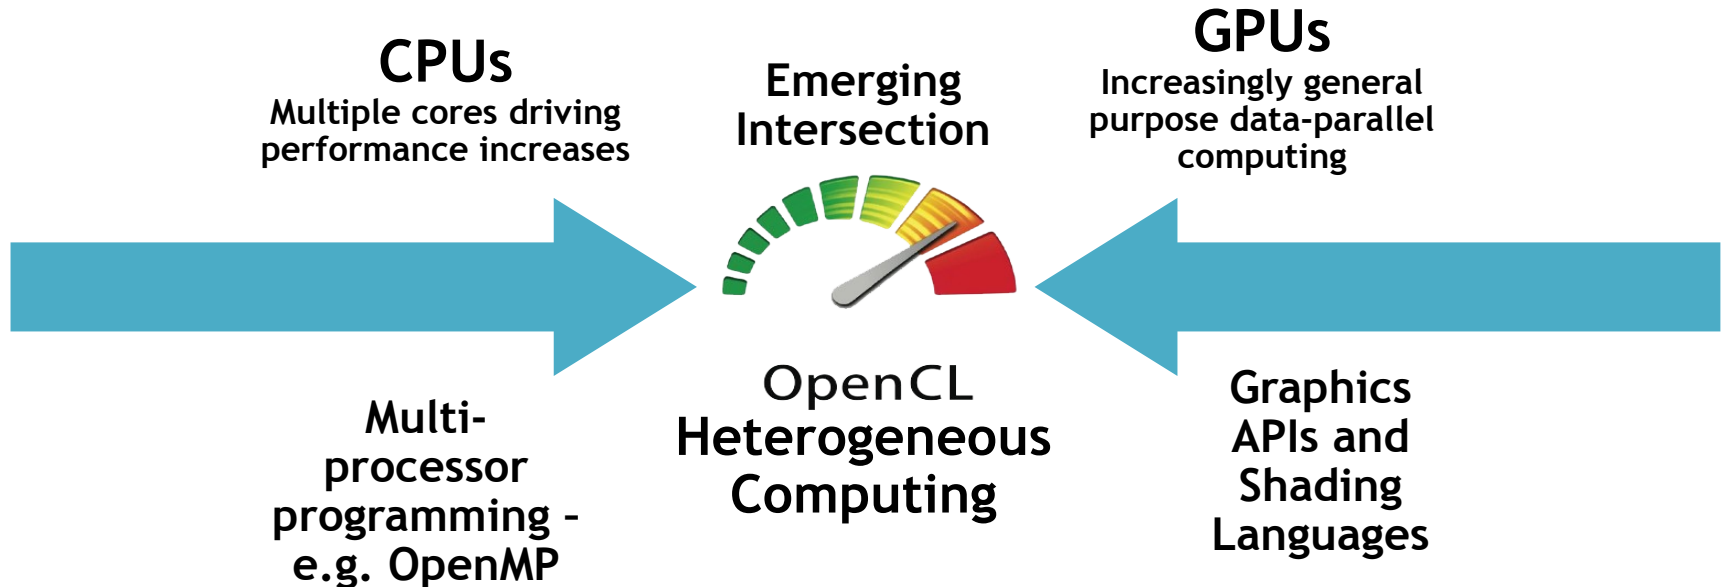 CPUs
Multiple cores driving
performance increases
Emerging
Intersection
GPUs
Increasingly general
purpose data-parallel
computing
Multi-
processor
programming –
e.g. OpenMP
OpenCL
Heterogeneous
Computing
Graphics
APIs and
Shading
Languages